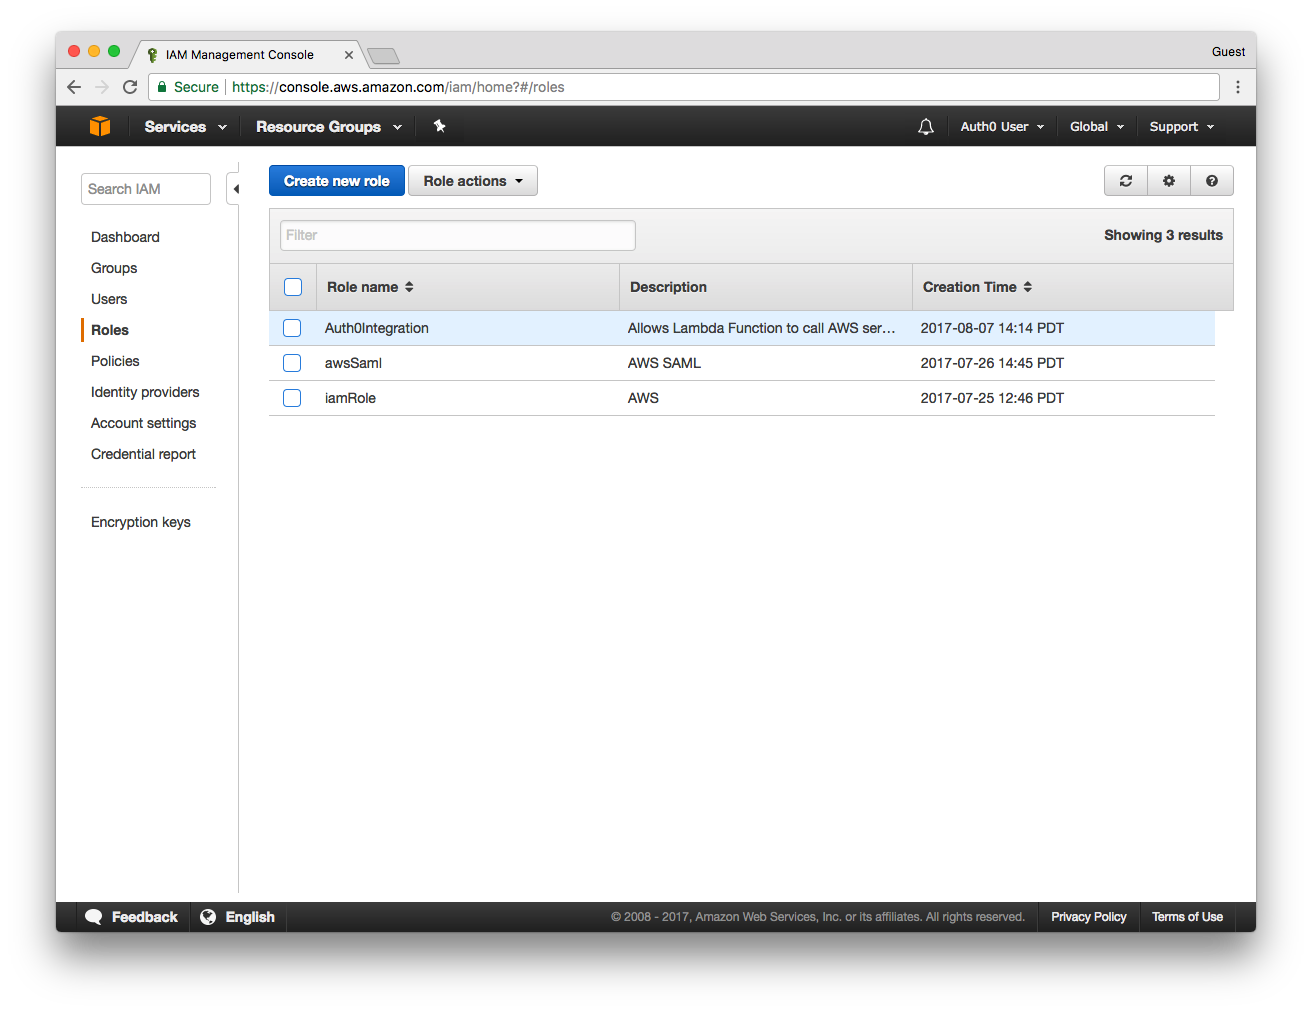 IAM Management Console
Guest
Secure
https://console.aws.amazon.com/iam/home?#/roles
Services
Resource Groups
Auth0 User
Global
Support
Search IAM
Create new role
Role actions
Dashboard
Groups
Users
Roles
Policies
Identity providers
Account settings
Credential report
Encryption keys
Filter
Showing 3 results
Role name Description Creation Time
Auth0Integration Allows Lambda Function to call AWS ser... 2017-08-07 14:14 PDT
awsSaml AWS SAML 2017-07-26 14:45 PDT
iamRole AWS 2017-07-25 12:46 PDT
Feedback
English
© 2008 - 2017, Amazon Web Services, Inc. or its affiliates. All rights reserved.
Privacy Policy
Terms of Use